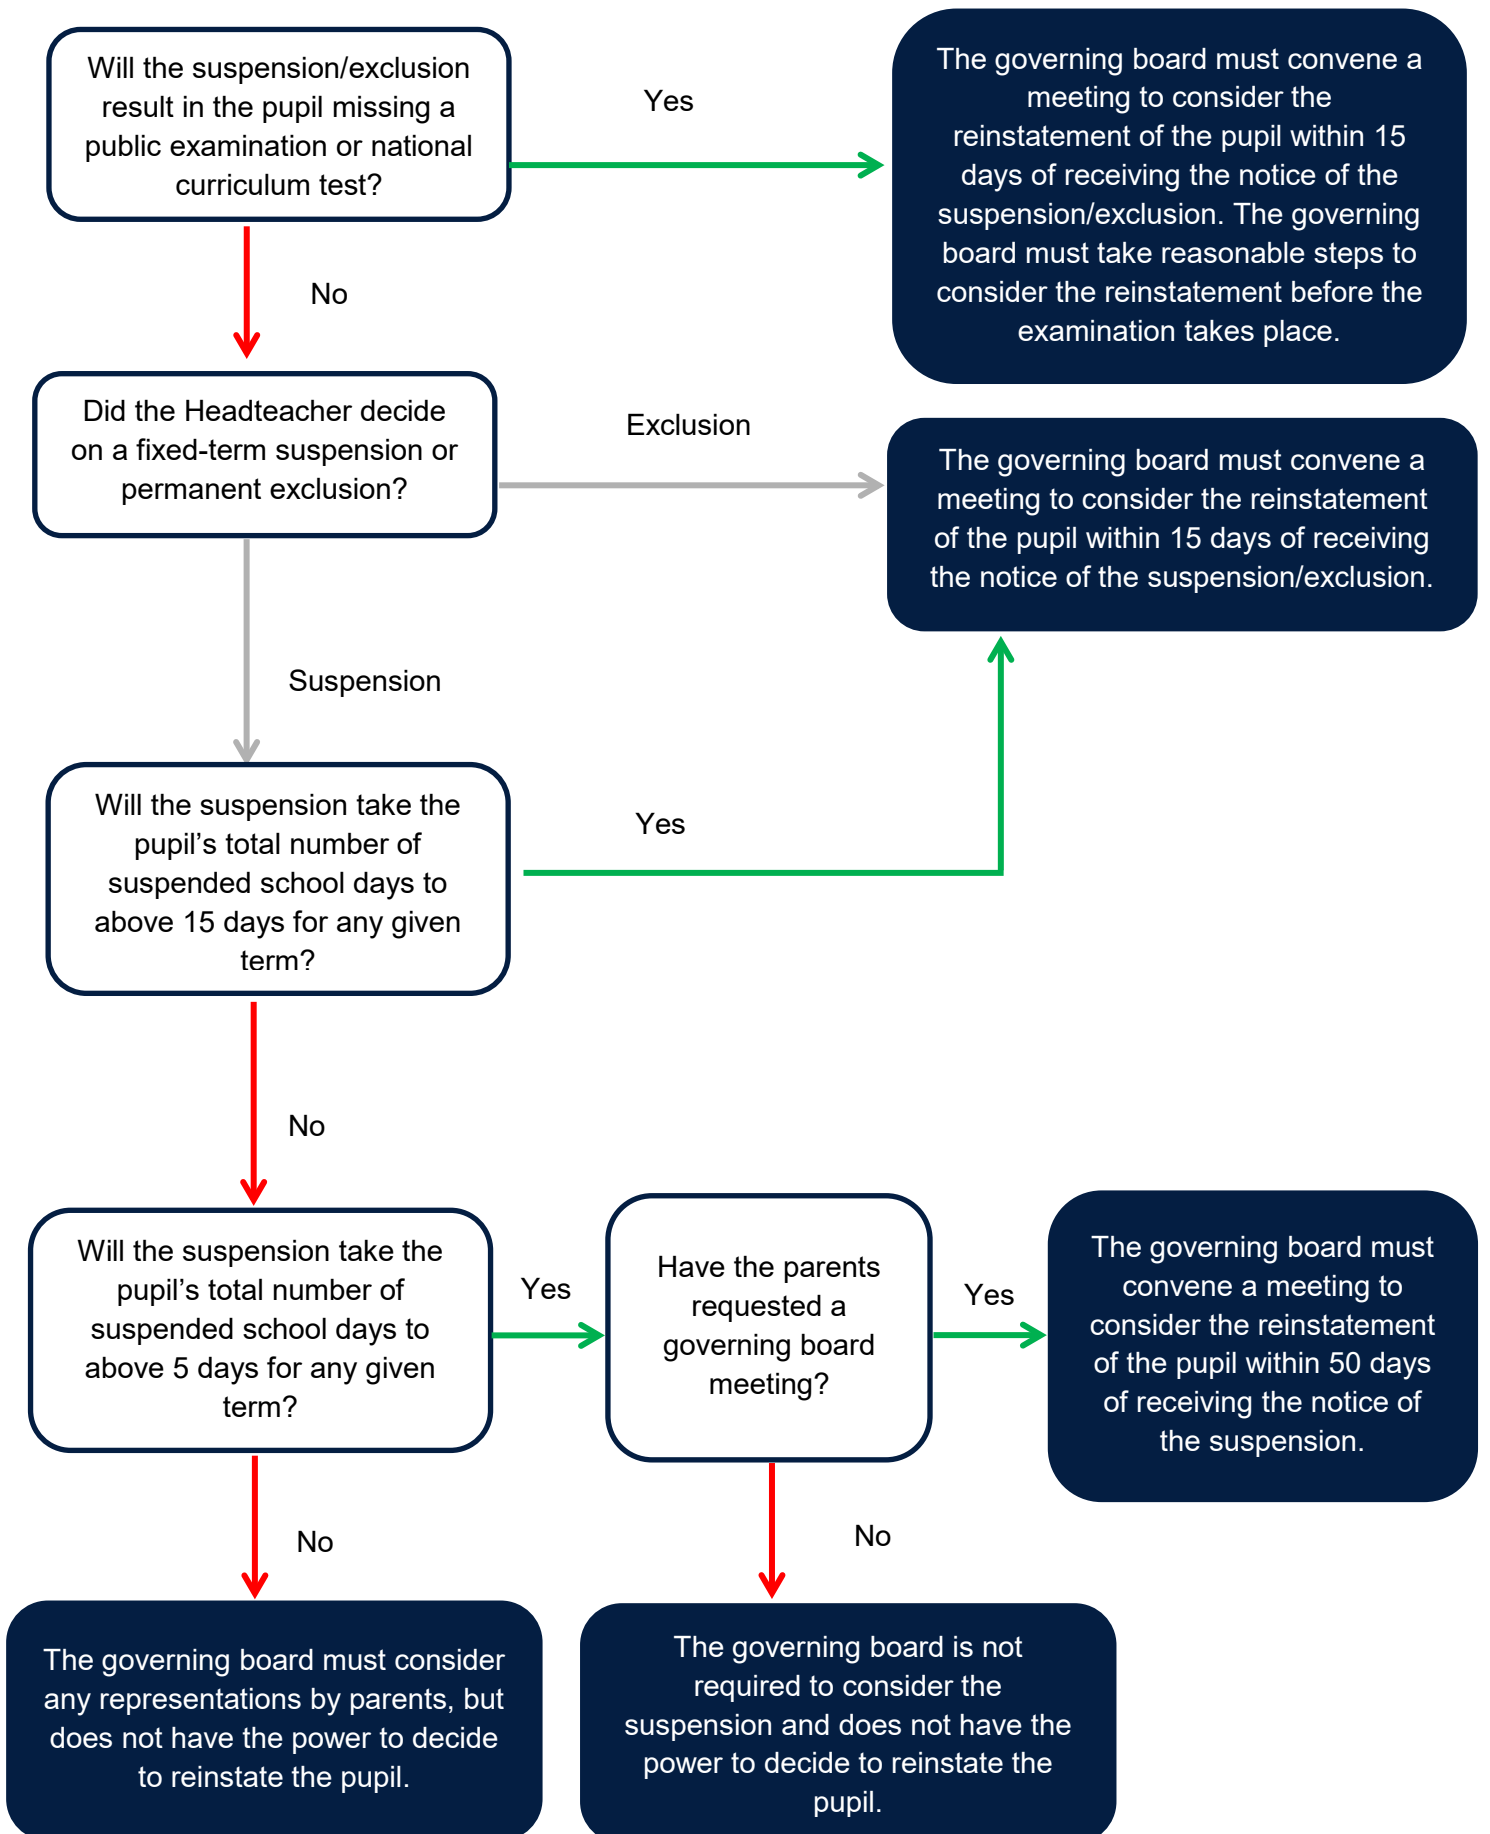 Will the suspension/exclusion
result in the pupil missing a
public examination or national
curriculum test?
Yes
The governing board must convene a
meeting to consider the
reinstatement of the pupil within 15
days of receiving the notice of the
suspension/exclusion. The governing
board must take reasonable steps to
consider the reinstatement before the
examination takes place.
No
Did the Headteacher decide
on a fixed-term suspension or
permanent exclusion?
Exclusion
The governing board must convene a
meeting to consider the reinstatement
of the pupil within 15 days of receiving
the notice of the suspension/exclusion.
Suspension
Will the suspension take the
pupil’s total number of
suspended school days to
above 15 days for any given
term?
Yes
No
Will the suspension take the
pupil’s total number of
suspended school days to
above 5 days for any given
term?
Yes
Have the parents
requested a
governing board
meeting?
Yes
The governing board must
convene a meeting to
consider the reinstatement
of the pupil within 50 days
of receiving the notice of
the suspension.
No
No
The governing board must consider
any representations by parents, but
does not have the power to decide
to reinstate the pupil.
The governing board is not
required to consider the
suspension and does not have the
power to decide to reinstate the
pupil.